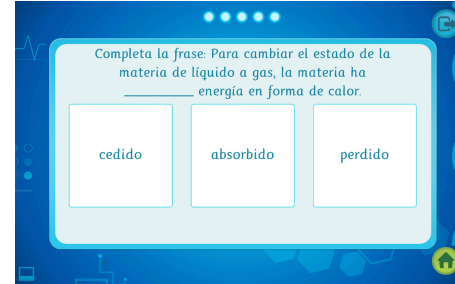 Completa la frase: Para cambiar el estado de la
materia de líquido a gas, la materia ha
__________ energía en forma de calor.
cedido
absorbido
perdido